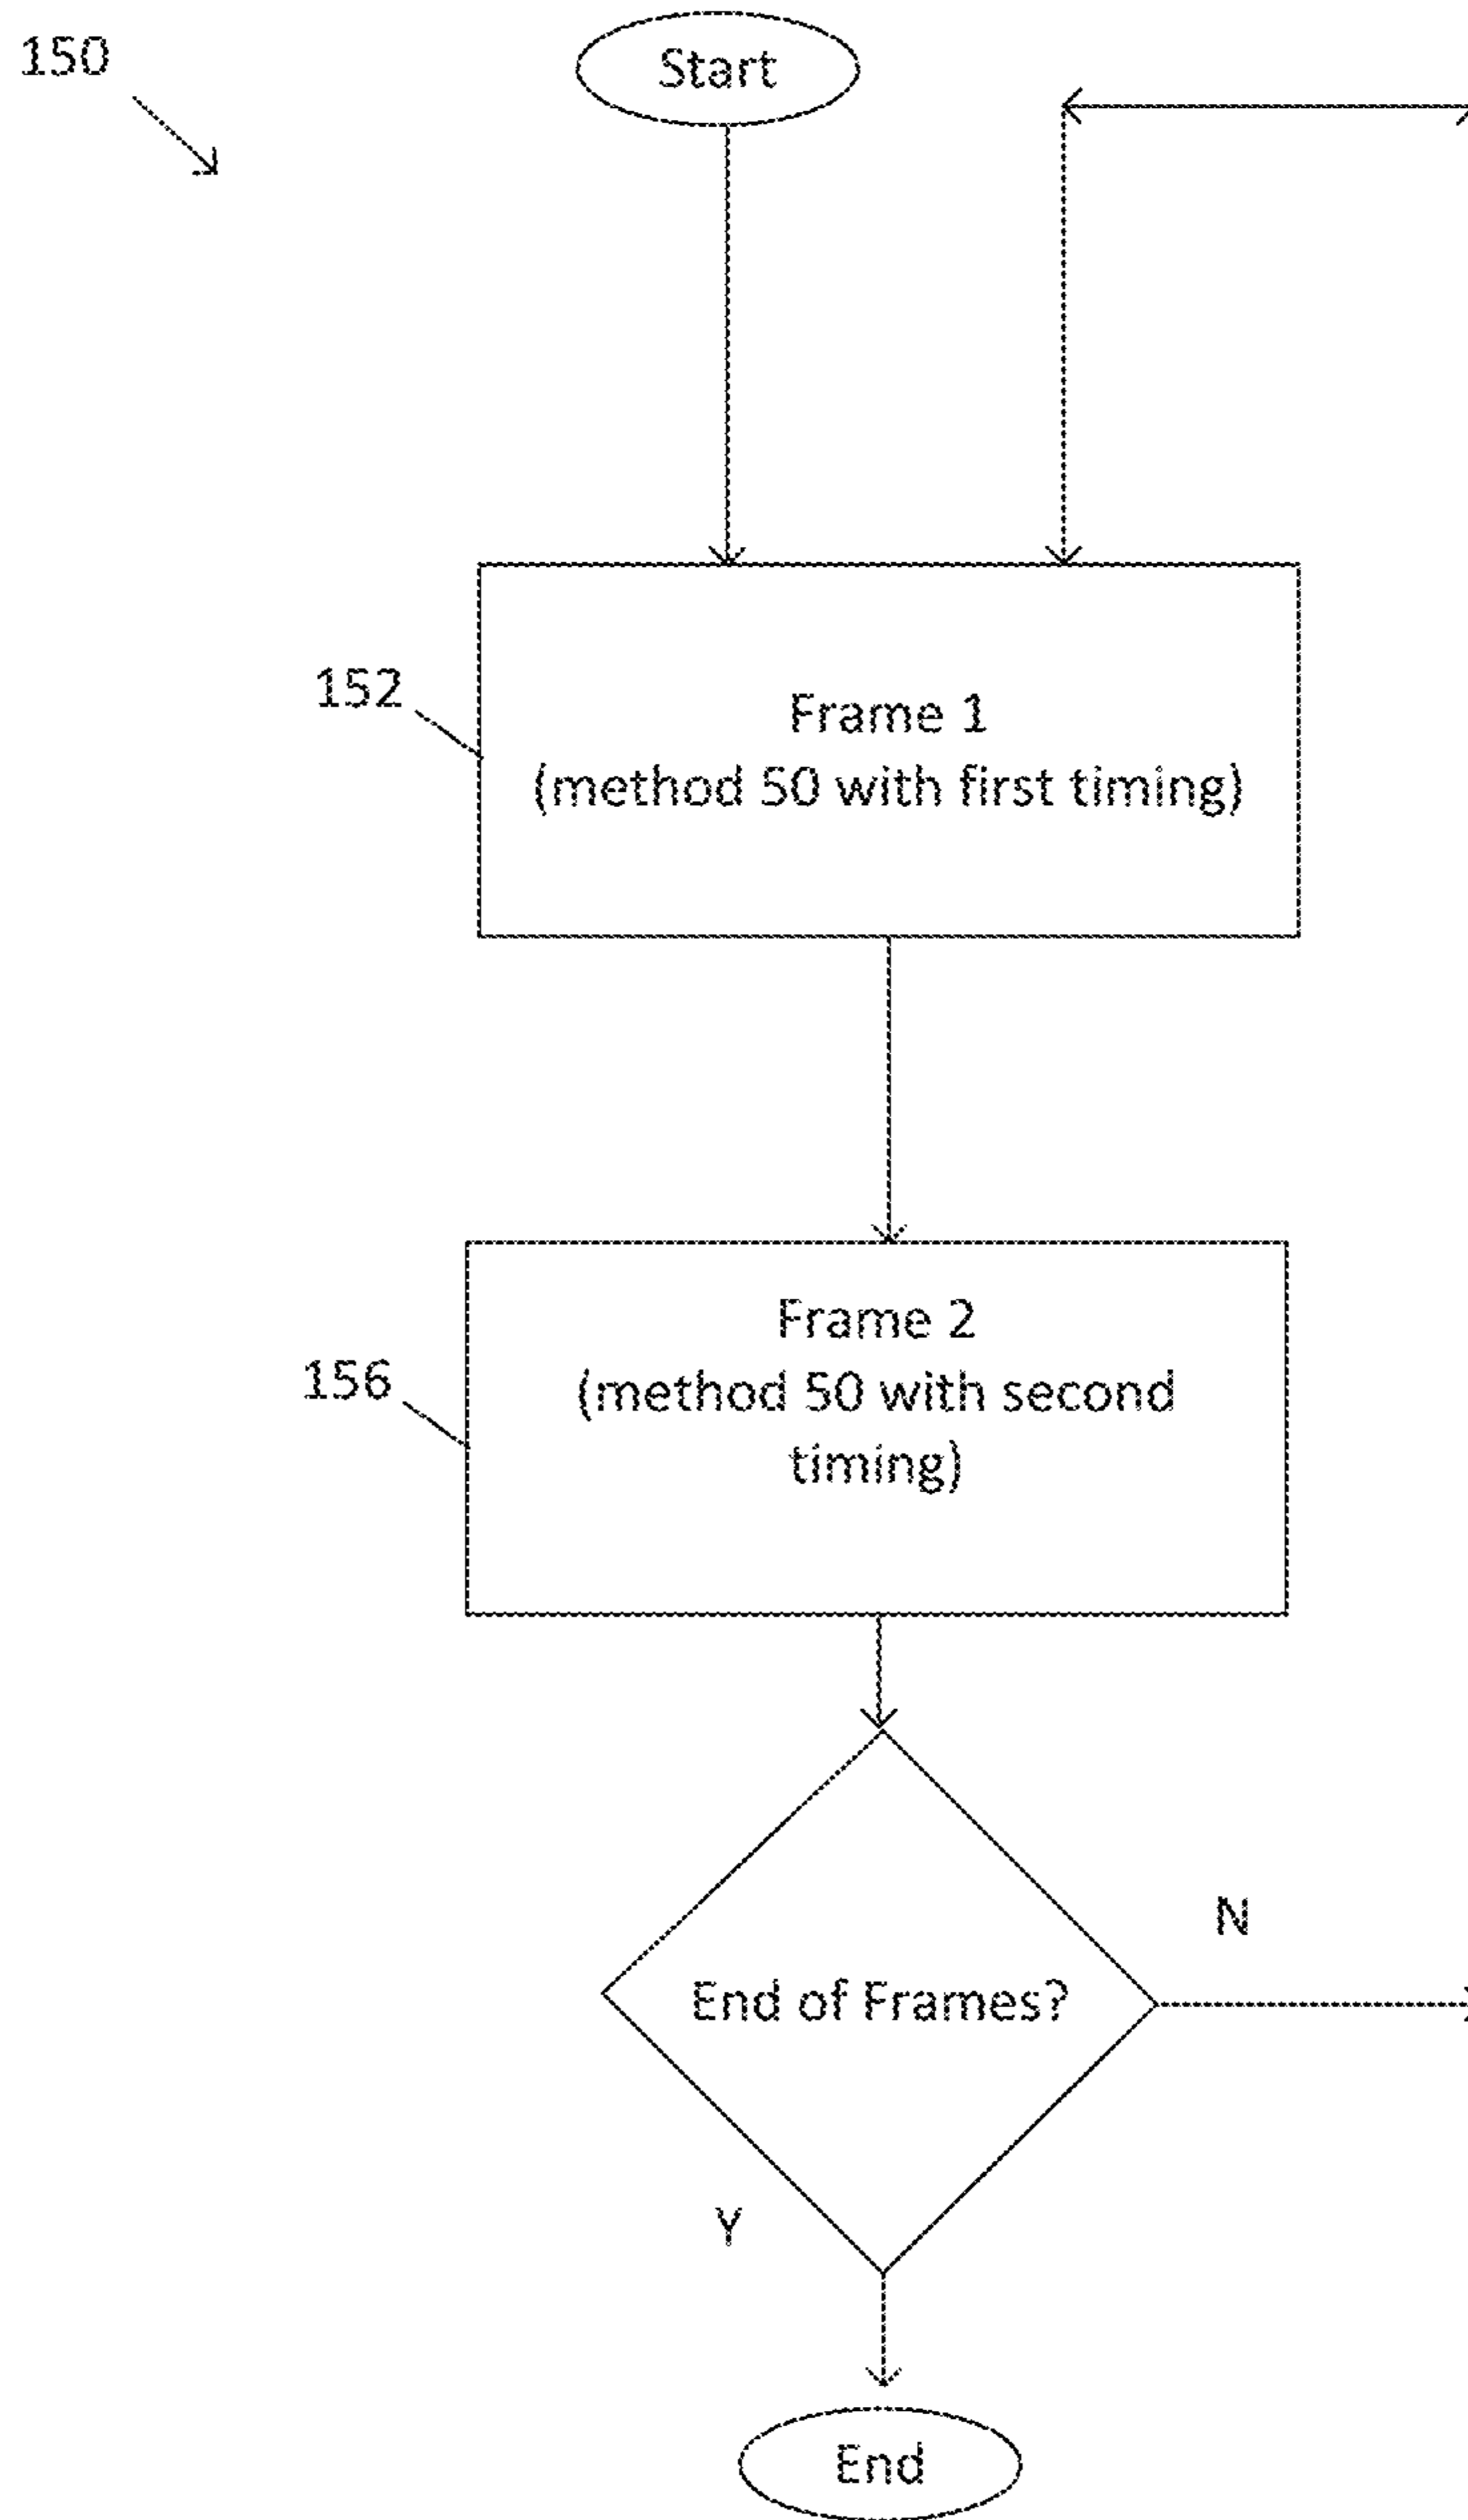 150
Start
152
Frame 1
(method 50 with first timing)
156
Frame 2
(method 50 with second
timing)
N
End of Frames?
Y
End